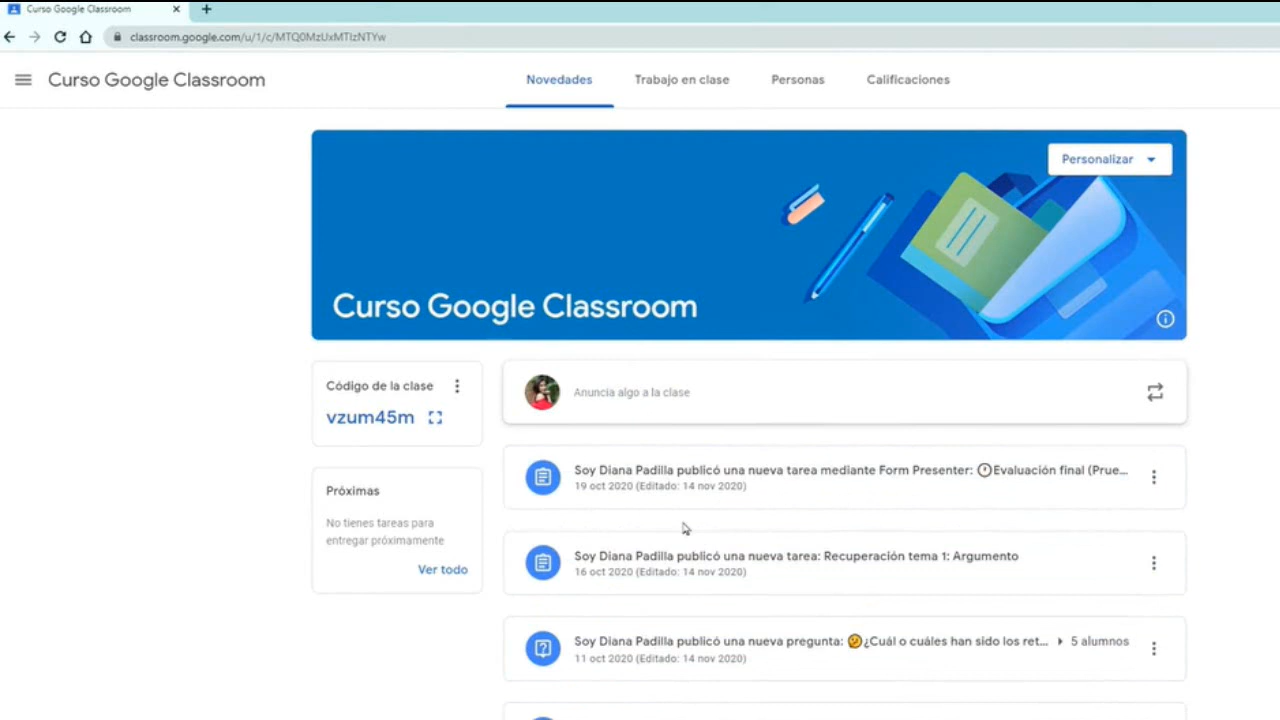 Curso Google Classroom
classroom.google.com/u/1/c/MTQ0MzUxMTIzNTYw
Curso Google Classroom
Novedades
Trabajo en clase
Personas
Calificaciones
Personalizar
Curso Google Classroom
Código de la clase
vzum45m
Anuncia algo a la clase
Próximas
No tienes tareas para
entregar próximamente
Ver todo
Soy Diana Padilla publicó una nueva tarea mediante Form Presenter: 🕐Evaluación final (Prue...
19 oct 2020 (Editado: 14 nov 2020)
Soy Diana Padilla publicó una nueva tarea: Recuperación tema 1: Argumento
16 oct 2020 (Editado: 14 nov 2020)
Soy Diana Padilla publicó una nueva pregunta: 🤔¿Cuál o cuáles han sido los ret... 5 alumnos
11 oct 2020 (Editado: 14 nov 2020)